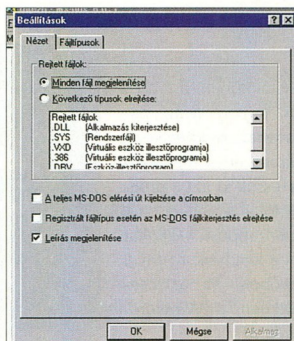 Beállítások
Nézet
Fájltípusok
Rejtett fájlok:
Minden fájl megjelenítése
Következő típusok elrejtése:
Rejtett fájlok
.DLL (Alkalmazás kiterjesztése)
.SYS (Rendszerfájl)
.VXD (Virtuális eszköz illesztőprogramja)
.386 (Virtuális eszköz illesztőprogramja)
.DRV (Eszköz-illesztőprogram)
A teljes MS-DOS elérési út kijelzése a címsorban
Regisztrált fájltípus esetén az MS-DOS fájlkiterjesztés elrejtése
Leírás megjelenítése
OK
Mégse
Alkalmaz